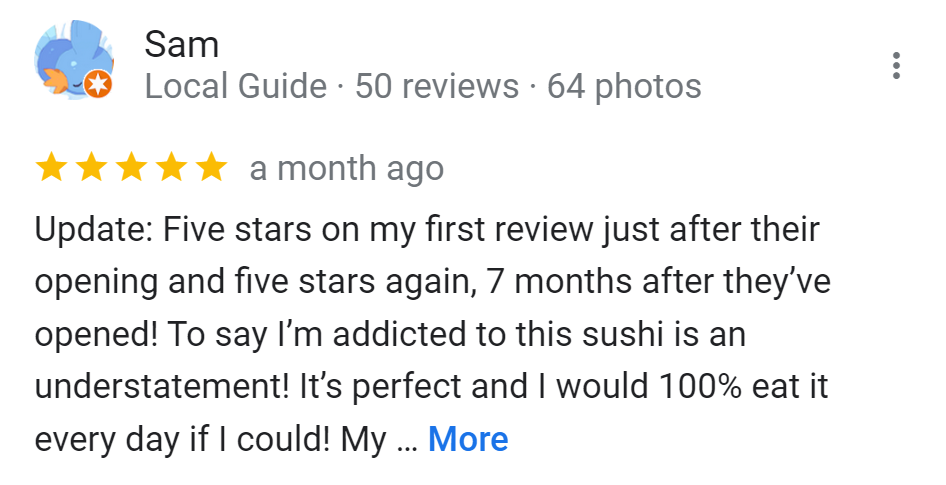 Sam
Local Guide · 50 reviews · 64 photos
a month ago
Update: Five stars on my first review just after their
opening and five stars again, 7 months after they’ve
opened! To say I’m addicted to this sushi is an
understatement! It’s perfect and I would 100% eat it
every day if I could! My ... More